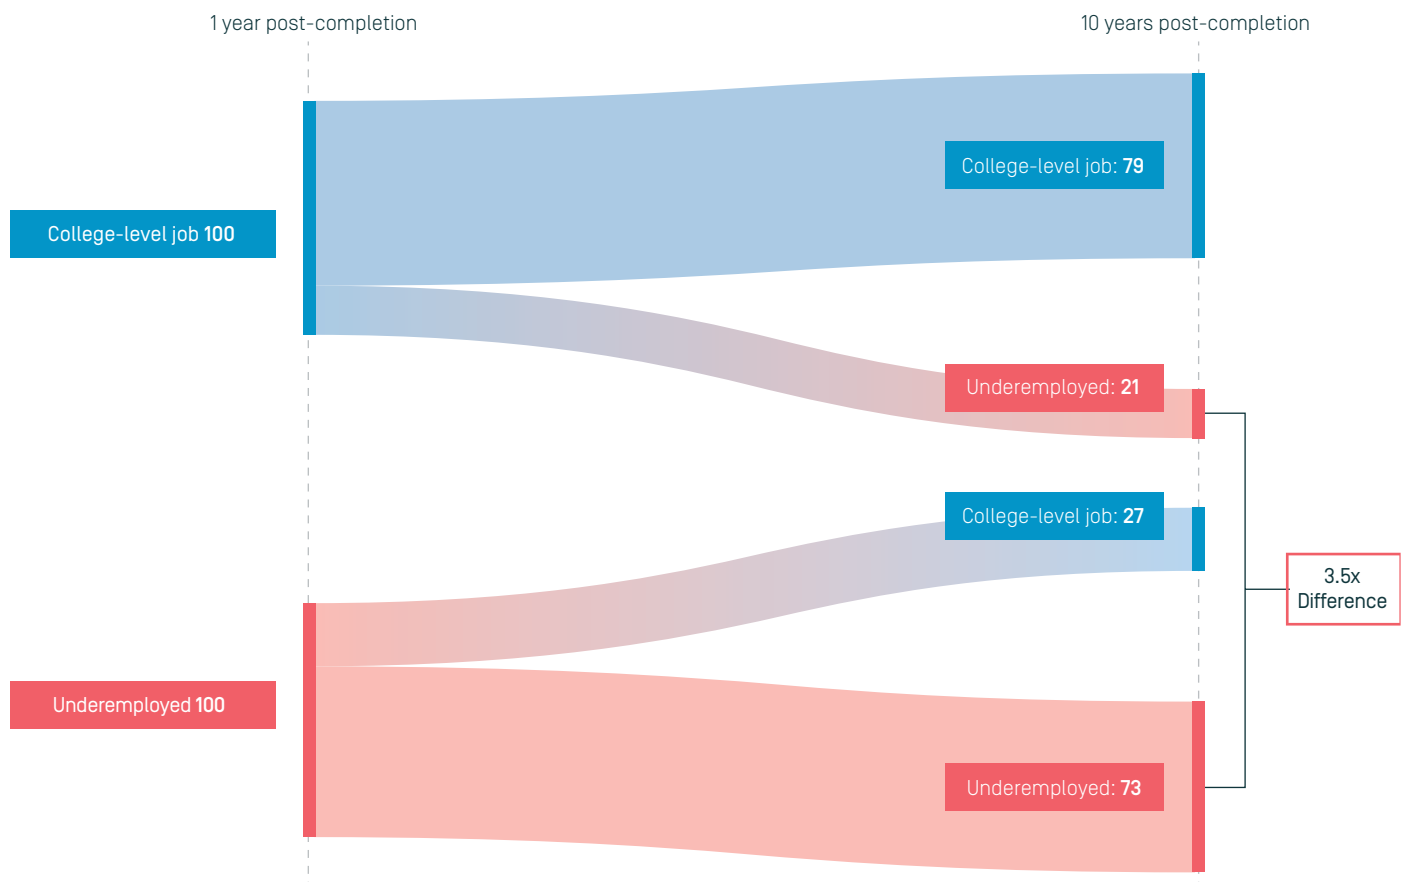 1 year post-completion
10 years post-completion
College-level job: 79
College-level job 100
Underemployed: 21
College-level job: 27
3.5x
Difference
Underemployed 100
Underemployed: 73